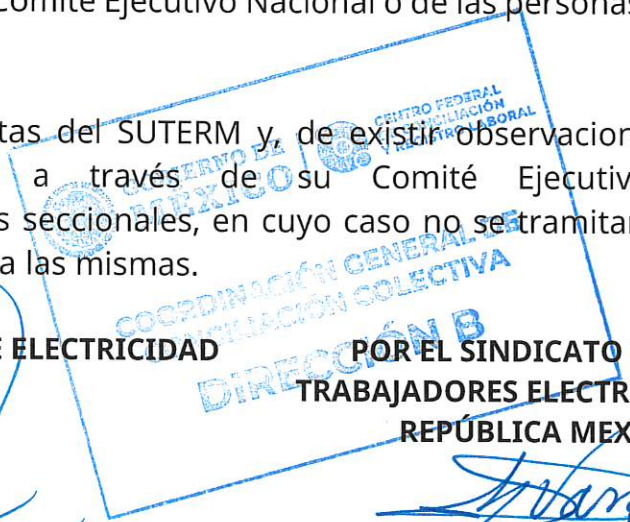 Comité Ejecutivo Nacional o de las personas
tas del SUTERM y, de existir observacion
a través de su Comité Ejecutiv
s seccionales, en cuyo caso no se tramitar
a las mismas.
GOBIERNO DE
MÉXICO
CENTRO FEDERAL
DE CONCILIACIÓN
Y REGISTRO LABORAL
COORDINACIÓN GENERAL DE
CONCILIACIÓN COLECTIVA
DIRECCIÓN B
E ELECTRICIDAD
POR EL SINDICATO
TRABAJADORES ELECTR
REPÚBLICA MEX